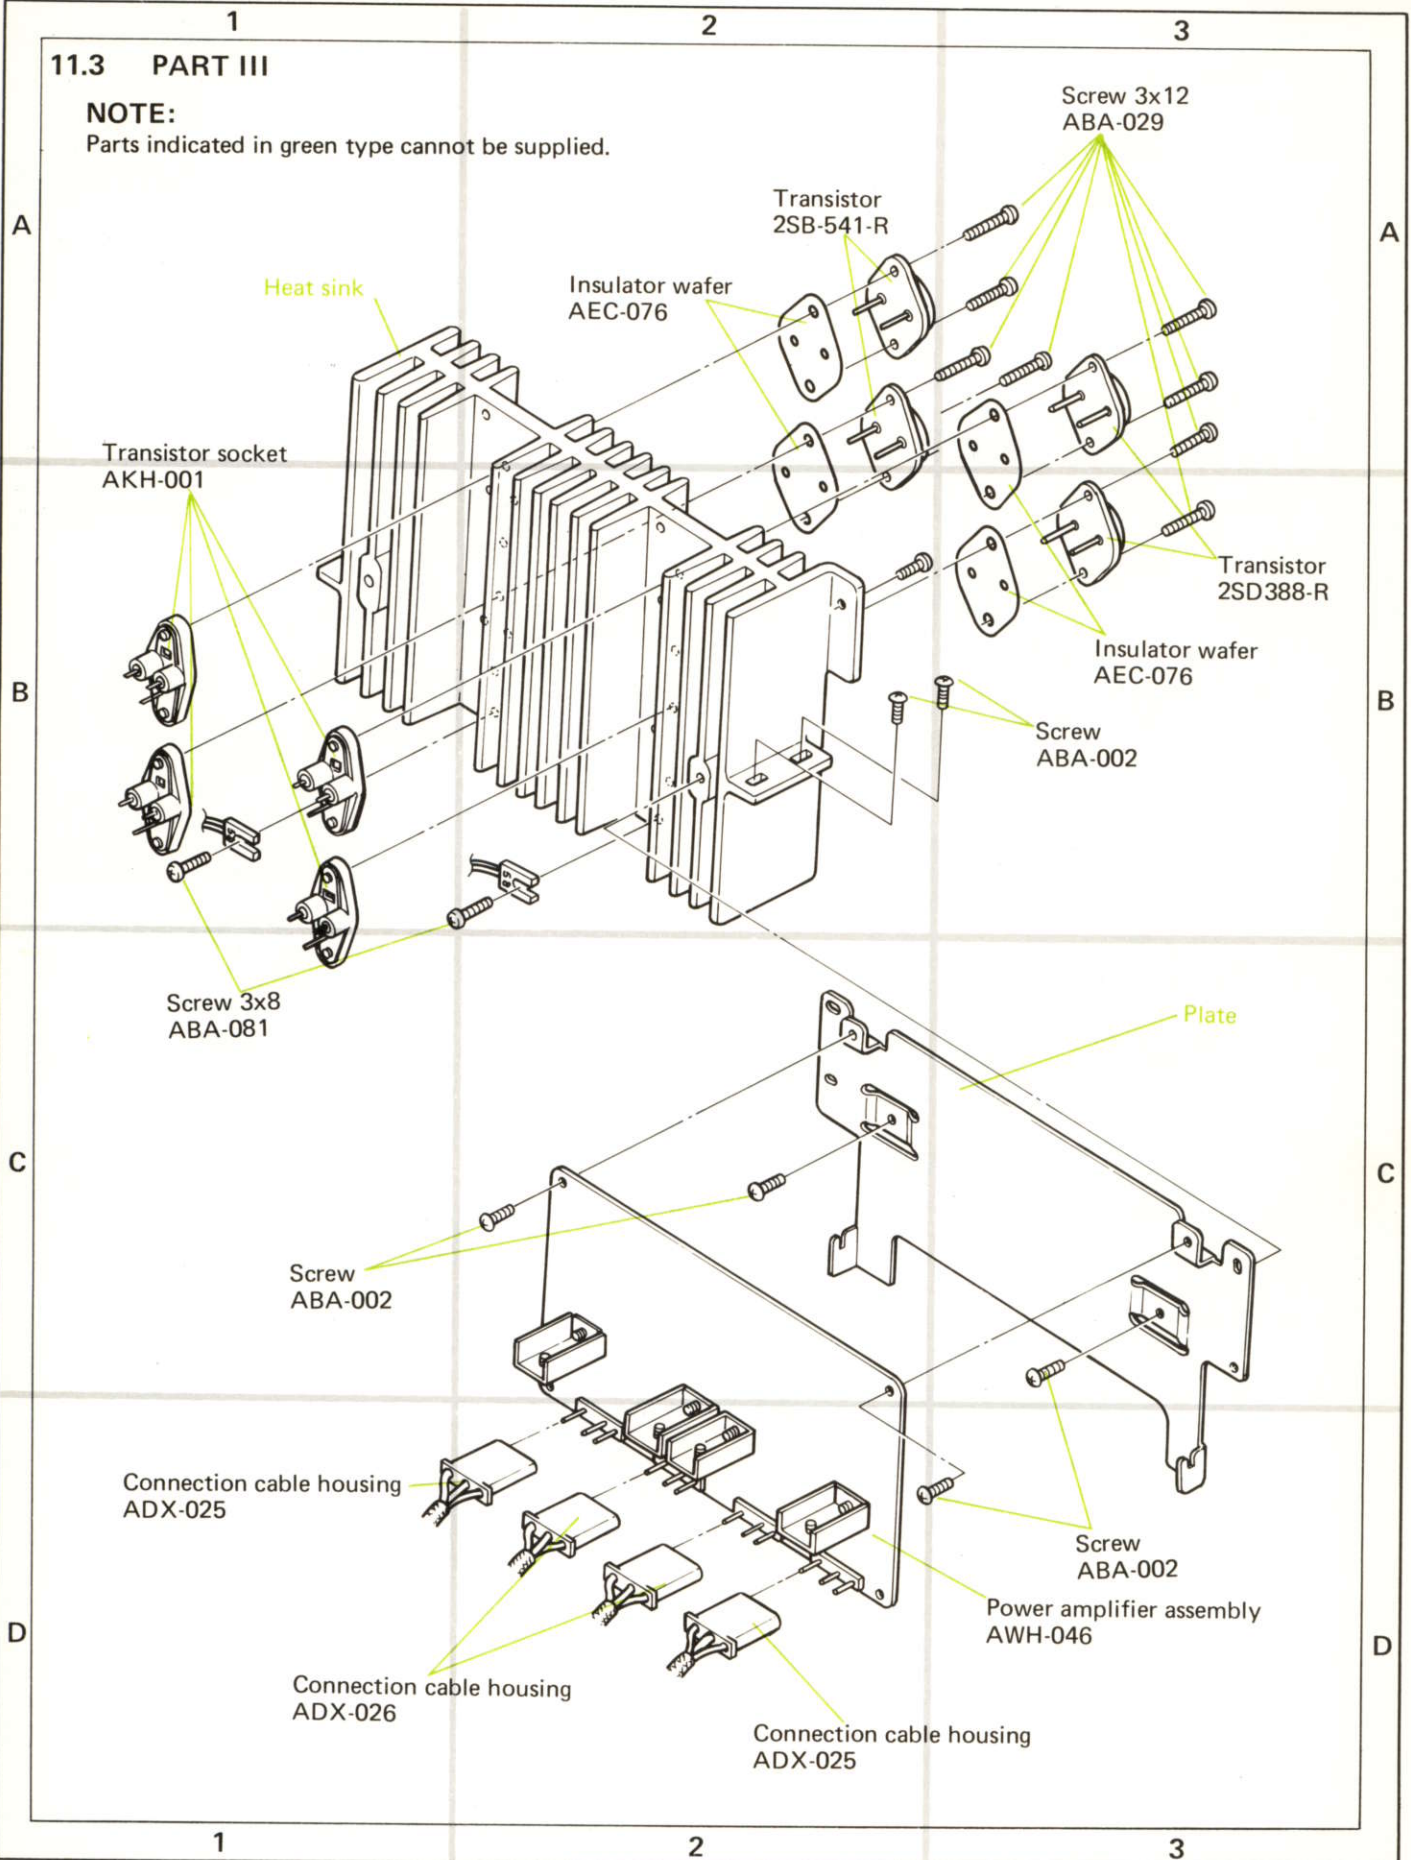 1
2
3
11.3 PART III
NOTE:
Parts indicated in green type cannot be supplied.
Screw 3x12
ABA-029
Transistor
2SB-541-R
A
A
Heat sink
Insulator wafer
AEC-076
Transistor socket
AKH-001
Transistor
2SD388-R
Insulator wafer
AEC-076
B
B
Screw
ABA-002
Screw 3x8
ABA-081
Plate
C
C
Screw
ABA-002
Connection cable housing
ADX-025
Screw
ABA-002
Power amplifier assembly
AWH-046
D
D
Connection cable housing
ADX-026
Connection cable housing
ADX-025
1
2
3